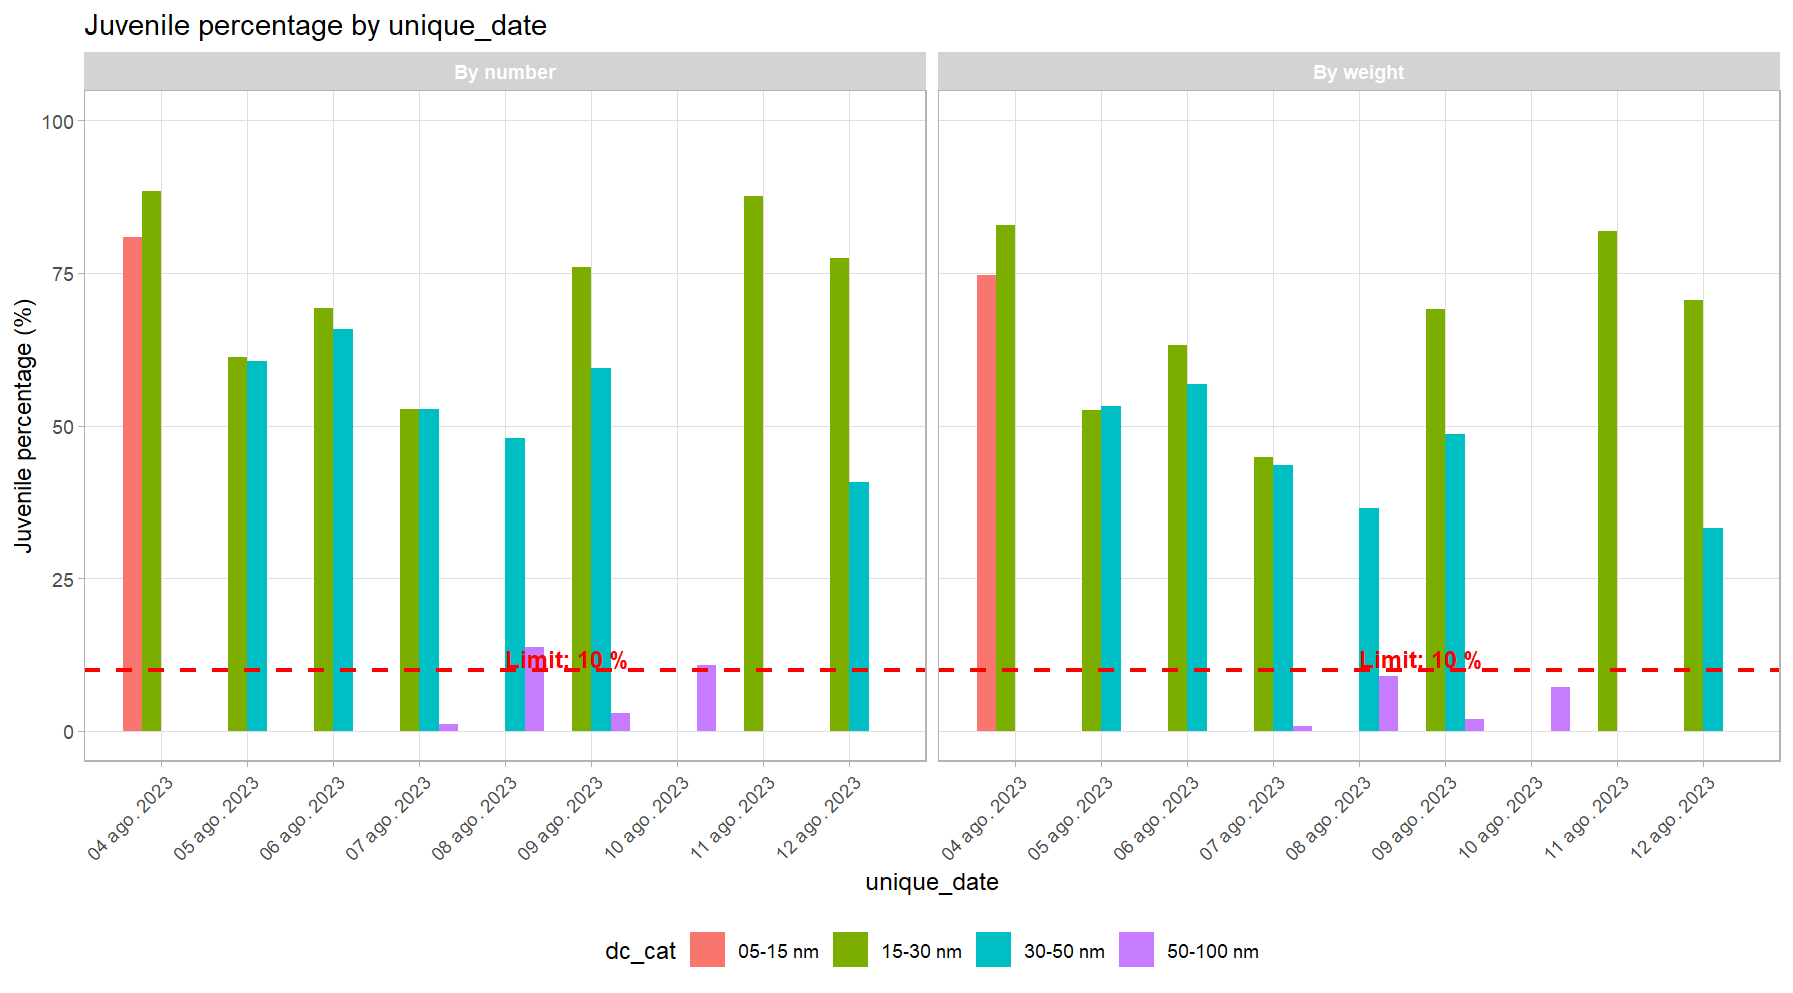 Juvenile percentage by unique_date
By number
By weight
Juvenile percentage (%)
100
75
50
25
0
Limit: 10 %
Limit: 10 %
04 ago. 2023
05 ago. 2023
06 ago. 2023
07 ago. 2023
08 ago. 2023
09 ago. 2023
10 ago. 2023
11 ago. 2023
12 ago. 2023
04 ago. 2023
05 ago. 2023
06 ago. 2023
07 ago. 2023
08 ago. 2023
09 ago. 2023
10 ago. 2023
11 ago. 2023
12 ago. 2023
unique_date
dc_cat 05-15 nm 15-30 nm 30-50 nm 50-100 nm